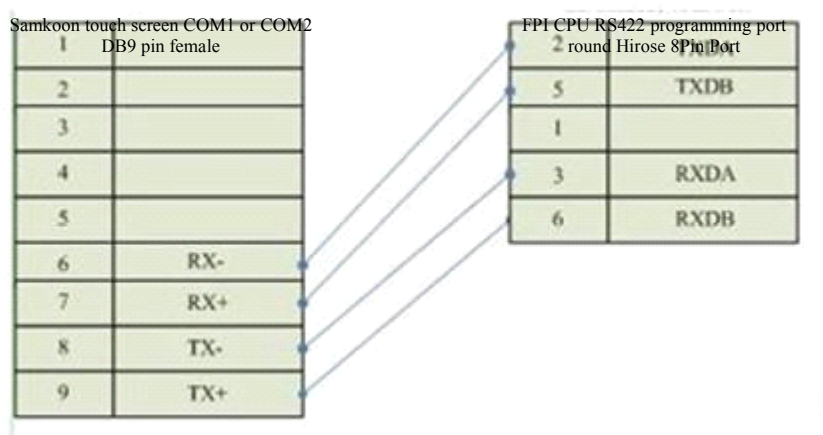 Samkoon touch screen COM1 or COM2
DB9 pin female
1
2
3
4
5
6 RX-
7 RX+
8 TX-
9 TX+
FPI CPU RS422 programming port
round Hirose 8Pin Port
2 TXDA
5 TXDB
1
3 RXDA
6 RXDB